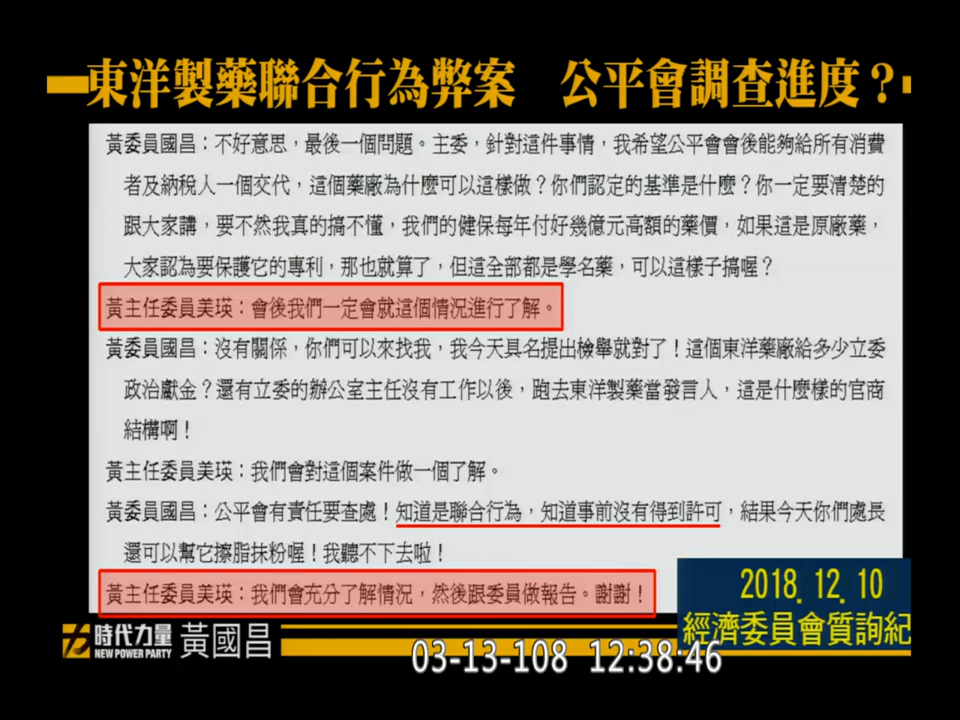 東洋製藥聯合行為弊案　公平會調查進度？
黃委員國昌：不好意思，最後一個問題。主委，針對這件事情，我希望公平會會後能夠給所有消費
者及納稅人一個交代，這個藥廠為什麼可以這樣做？你們認定的基準是什麼？你一定要清楚的
跟大家講，要不然我真的搞不懂，我們的健保每年付好幾億元高額的藥價，如果這是原廠藥，
大家認為要保護它的專利，那也就算了，但這全部都是學名藥，可以這樣子搞喔？
黃主任委員美瑛：會後我們一定會就這個情況進行了解。
黃委員國昌：沒有關係，你們可以來找我，我今天具名提出檢舉就對了！這個東洋藥廠給多少立委
政治獻金？還有立委的辦公室主任沒有工作以後，跑去東洋製藥當發言人，這是什麼樣的官商
結構啊！
黃主任委員美瑛：我們會對這個案件做一個了解。
黃委員國昌：公平會有責任要查處！知道是聯合行為，知道事前沒有得到許可，結果今天你們處長
還可以幫它擦脂抹粉喔！我聽不下去啦！
黃主任委員美瑛：我們會充分了解情況，然後跟委員做報告。謝謝！
2018. 12. 10
經濟委員會質詢紀
時代力量
NEW POWER PARTY
黃國昌
03-13-108 12:38:46